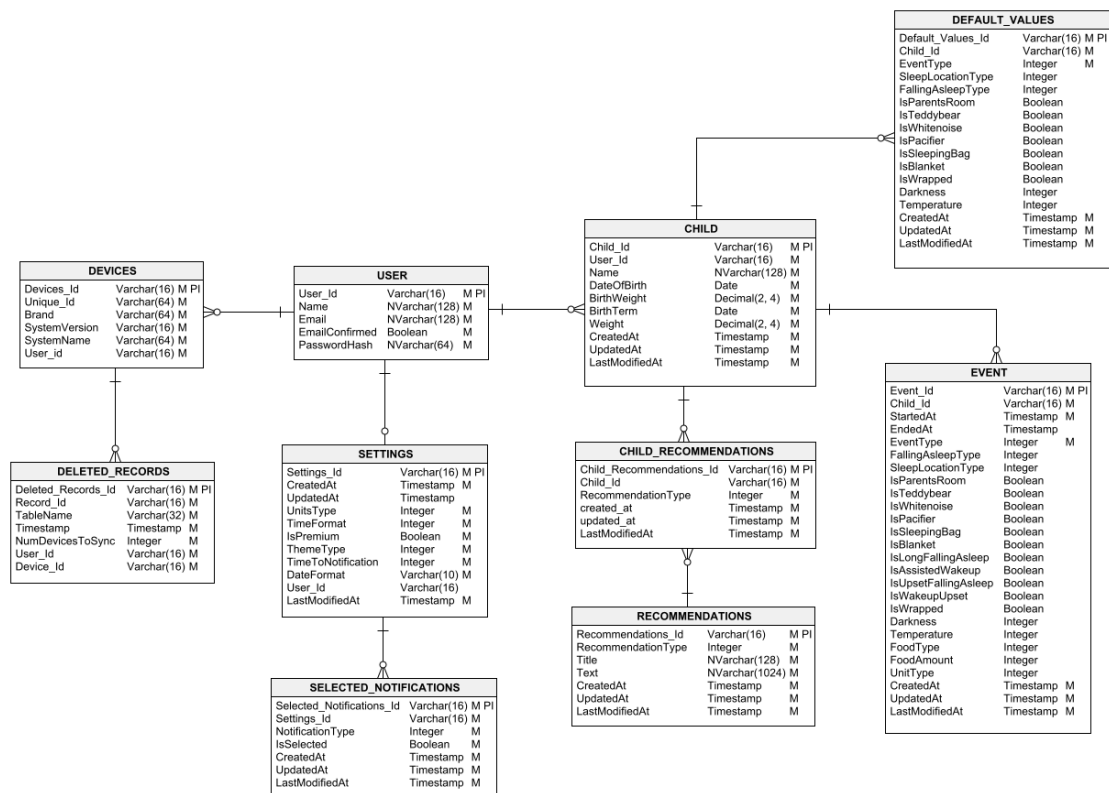 DEFAULT_VALUES
Default_Values_Id Varchar(16) M PI
Child_Id Varchar(16) M
EventType Integer M
SleepLocationType Integer
FallingAsleepType Integer
IsParentsRoom Boolean
IsTeddybear Boolean
IsWhitenoise Boolean
IsPacifier Boolean
IsSleepingBag Boolean
IsBlanket Boolean
IsWrapped Boolean
Darkness Integer
Temperature Integer
CreatedAt Timestamp M
UpdatedAt Timestamp M
LastModifiedAt Timestamp M
CHILD
Child_Id Varchar(16) M PI
User_Id Varchar(16) M
Name NVarchar(128) M
DateOfBirth Date M
BirthWeight Decimal(2, 4) M
BirthTerm Date M
Weight Decimal(2, 4) M
CreatedAt Timestamp M
UpdatedAt Timestamp M
LastModifiedAt Timestamp M
DEVICES
Devices_Id Varchar(16) M PI
Unique_Id Varchar(64) M
Brand Varchar(64) M
SystemVersion Varchar(16) M
SystemName Varchar(64) M
User_id Varchar(16) M
USER
User_Id Varchar(16) M PI
Name NVarchar(128) M
Email NVarchar(128) M
EmailConfirmed Boolean M
PasswordHash NVarchar(64) M
EVENT
Event_Id Varchar(16) M PI
Child_Id Varchar(16) M
StartedAt Timestamp M
EndedAt Timestamp
EventType Integer M
FallingAsleepType Integer
SleepLocationType Integer
IsParentsRoom Boolean
IsTeddybear Boolean
IsWhitenoise Boolean
IsPacifier Boolean
IsSleepingBag Boolean
IsBlanket Boolean
IsLongFallingAsleep Boolean
IsAssistedWakeup Boolean
IsUpsetFallingAsleep Boolean
IsWakeupUpset Boolean
IsWrapped Boolean
Darkness Integer
Temperature Integer
FoodType Integer
FoodAmount Integer
UnitType Integer
CreatedAt Timestamp M
UpdatedAt Timestamp M
LastModifiedAt Timestamp M
DELETED_RECORDS
Deleted_Records_Id Varchar(16) M PI
Record_Id Varchar(16) M
TableName Varchar(32) M
Timestamp Timestamp M
NumDevicesToSync Integer M
User_Id Varchar(16) M
Device_Id Varchar(16) M
SETTINGS
Settings_Id Varchar(16) M PI
CreatedAt Timestamp M
UpdatedAt Timestamp
UnitsType Integer M
TimeFormat Integer M
IsPremium Boolean M
ThemeType Integer M
TimeToNotification Integer M
DateFormat Varchar(10) M
User_Id Varchar(16)
LastModifiedAt Timestamp M
CHILD_RECOMMENDATIONS
Child_Recommendations_Id Varchar(16) M PI
Child_Id Varchar(16) M
RecommendationType Integer M
created_at Timestamp M
updated_at Timestamp M
LastModifiedAt Timestamp M
RECOMMENDATIONS
Recommendations_Id Varchar(16) M PI
RecommendationType Integer M
Title NVarchar(128) M
Text NVarchar(1024) M
CreatedAt Timestamp M
UpdatedAt Timestamp M
LastModifiedAt Timestamp M
SELECTED_NOTIFICATIONS
Selected_Notifications_Id Varchar(16) M PI
Settings_Id Varchar(16) M
NotificationType Integer M
IsSelected Boolean M
CreatedAt Timestamp M
UpdatedAt Timestamp M
LastModifiedAt Timestamp M